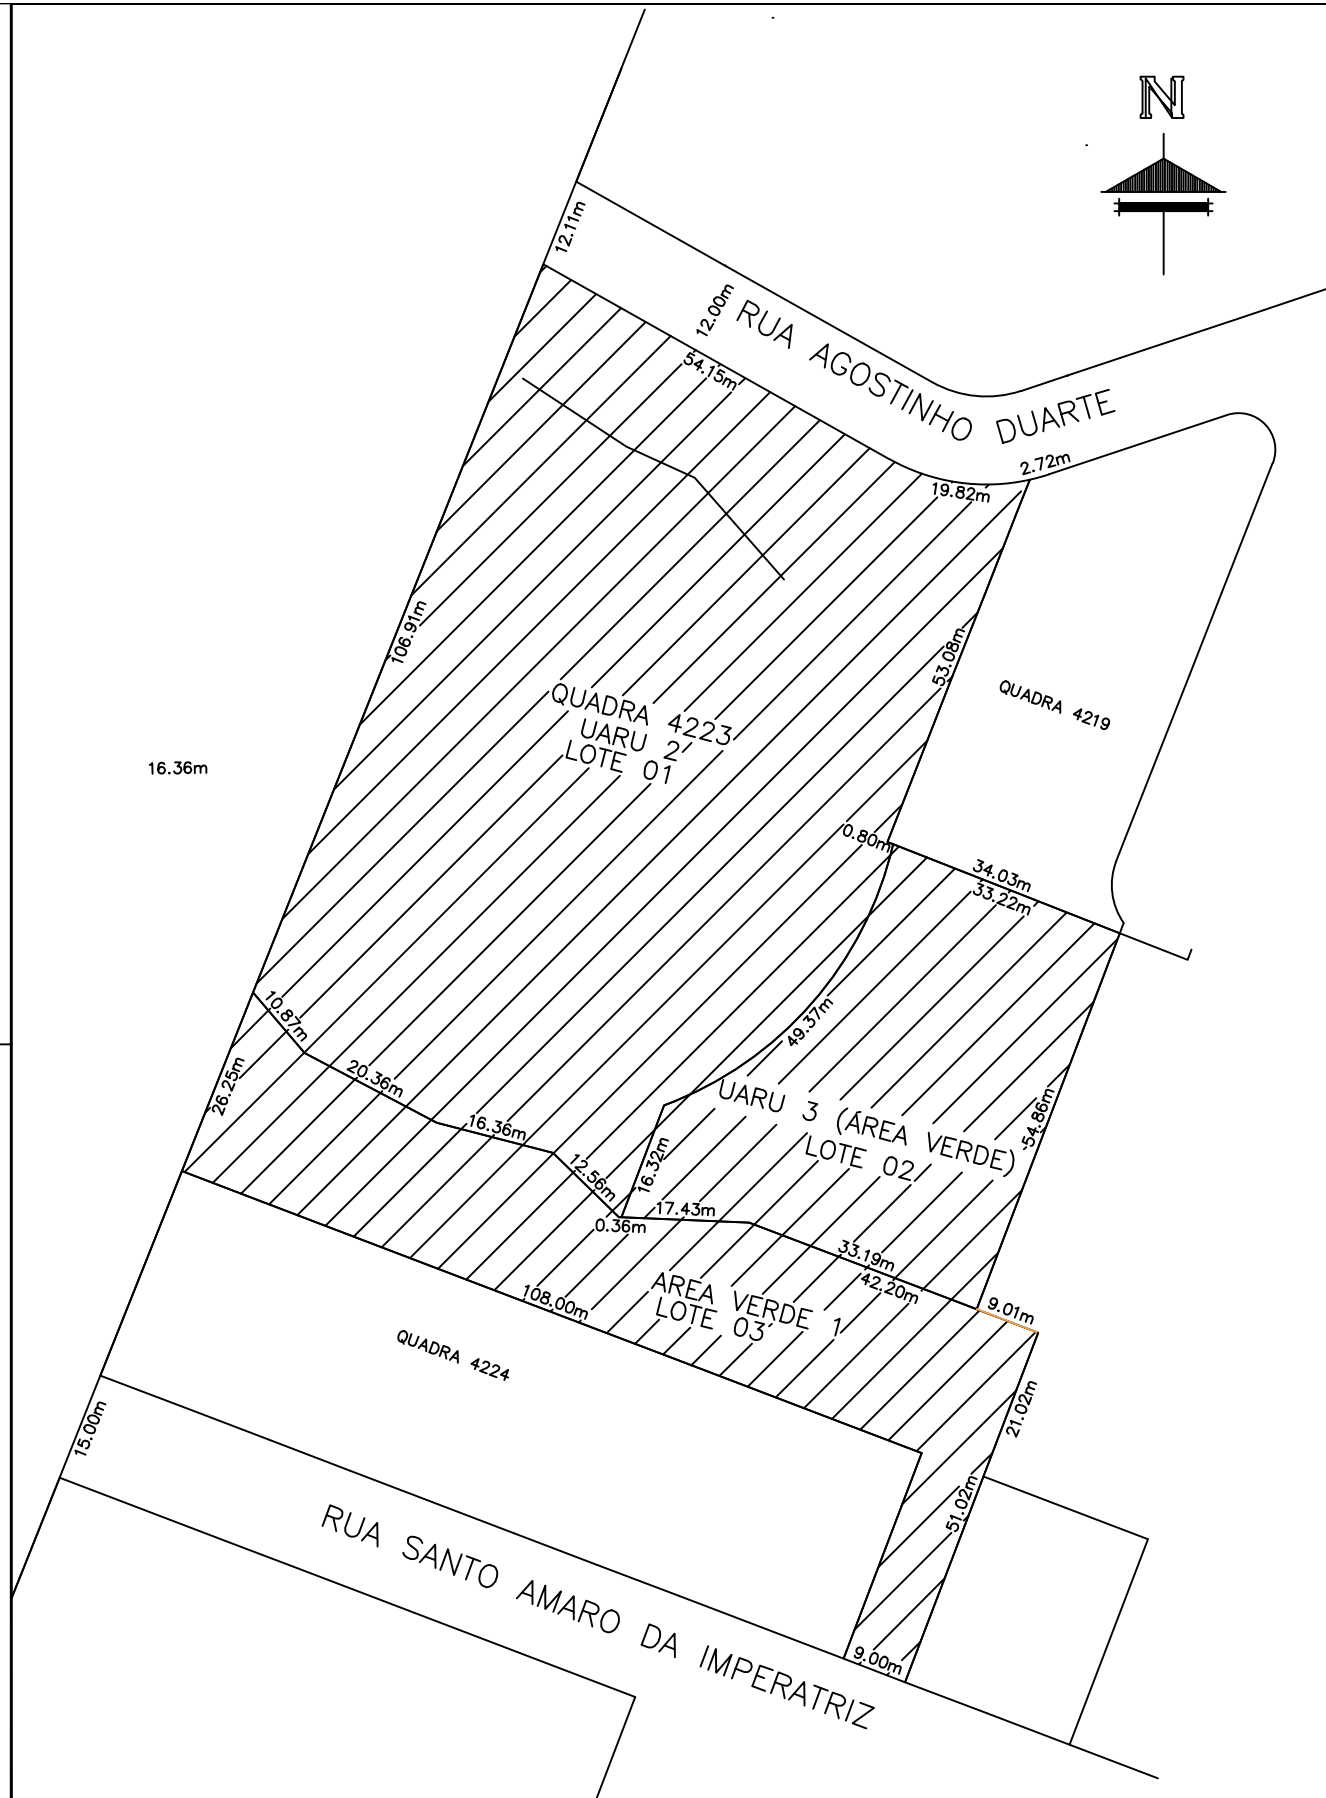 N
12.11m
12.00m
RUA AGOSTINHO DUARTE
54.15m
2.72m
19.82m
106.91m
53.08m
QUADRA 4219
QUADRA 4223
UARU 2
LOTE 01
16.36m
0.80m
34.03m
33.22m
10.87m
49.37m
26.25m
20.36m
16.36m
UARU 3 (ÁREA VERDE)
LOTE 02
54.86m
12.56m
16.32m
17.43m
0.36m
33.19m
42.20m
AREA VERDE 1
LOTE 03
9.01m
108.00m
QUADRA 4224
21.02m
15.00m
51.02m
RUA SANTO AMARO DA IMPERATRIZ
9.00m